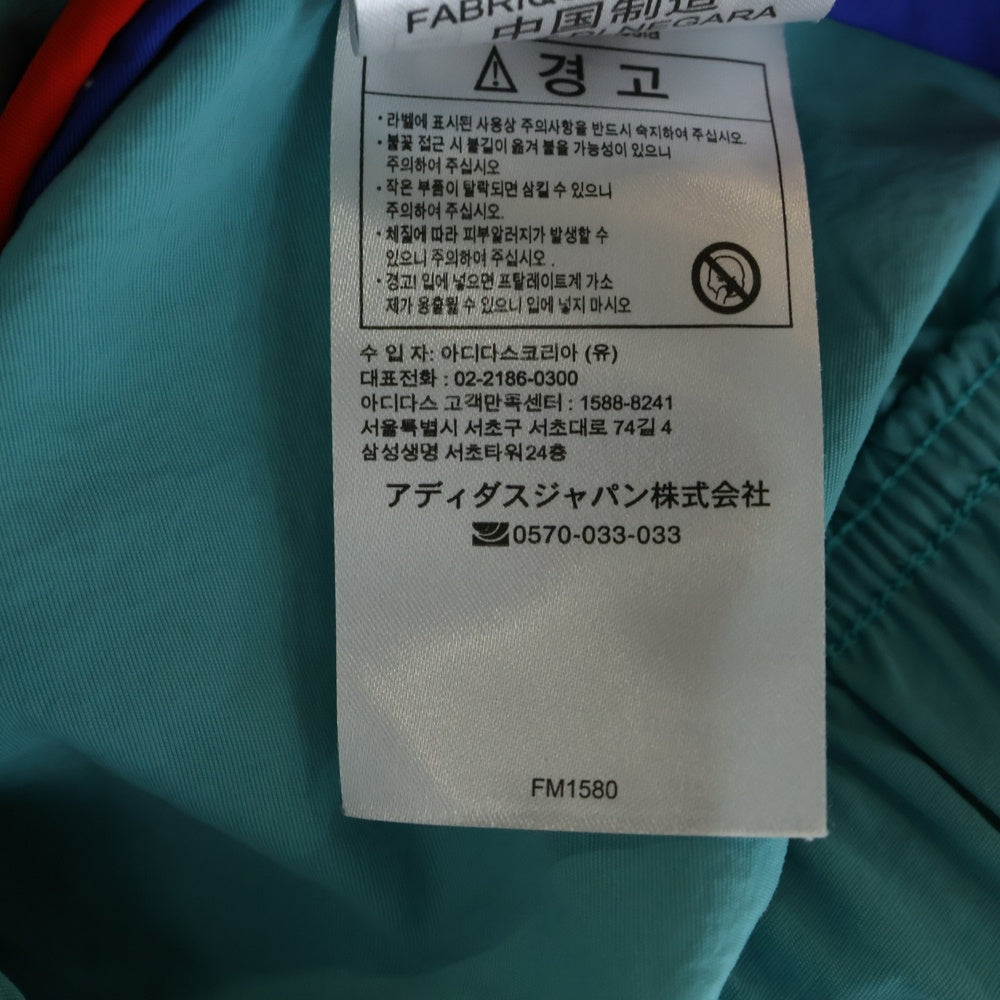 FABRIQ
中国制造
DI NEGARA
⚠ 경 고
· 라벨에 표시된 사용상 주의사항을 반드시 숙지하여 주십시오.
· 불꽃 접근 시 불길이 옮겨 붙을 가능성이 있으니
주의하여 주십시오
· 작은 부품이 탈락되면 삼킬 수 있으니
주의하여 주십시오.
· 체질에 따라 피부알러지가 발생할 수
있으니 주의하여 주십시오 .
· 경고! 입에 넣으면 프탈레이트계 가소
제가 용출될 수 있으니 입에 넣지 마시오
수 입 자: 아디다스코리아 (유)
대표전화 : 02-2186-0300
아디다스 고객만족센터 : 1588-8241
서울특별시 서초구 서초대로 74길 4
삼성생명 서초타워24층
アディダスジャパン株式会社
0570-033-033
FM1580